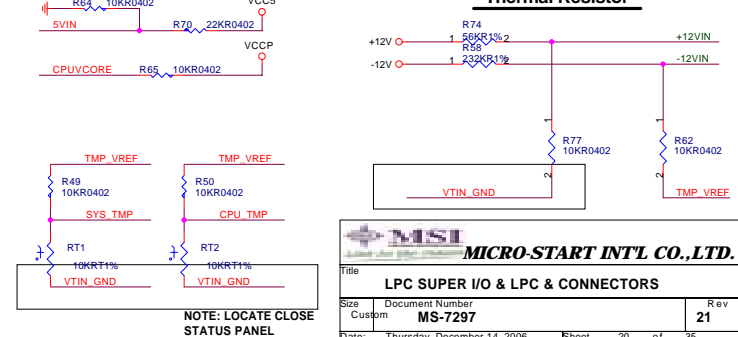 R64 10KR0402
VCC5
5VIN
R70 22KR0402
VCCP
CPUVCORE
R65 10KR0402
Thermal Resistor
R74
+12V
1 56KR1% 2
+12VIN
R58
-12V
1 232KR1% 2
-12VIN
1
1
R77
10KR0402
R62
10KR0402
2
2
VTIN_GND
TMP_VREF
TMP_VREF
TMP_VREF
R49
10KR0402
R50
10KR0402
SYS_TMP
CPU_TMP
RT1
10KRT1%
RT2
10KRT1%
VTIN_GND
VTIN_GND
NOTE: LOCATE CLOSE
STATUS PANEL
MSI
MICRO-START INT'L CO.,LTD.
Title
LPC SUPER I/O & LPC & CONNECTORS
Size
Document Number
Rev
Custom
MS-7297
21
Date: Thursday, December 14, 2006
Sheet 20 of 35